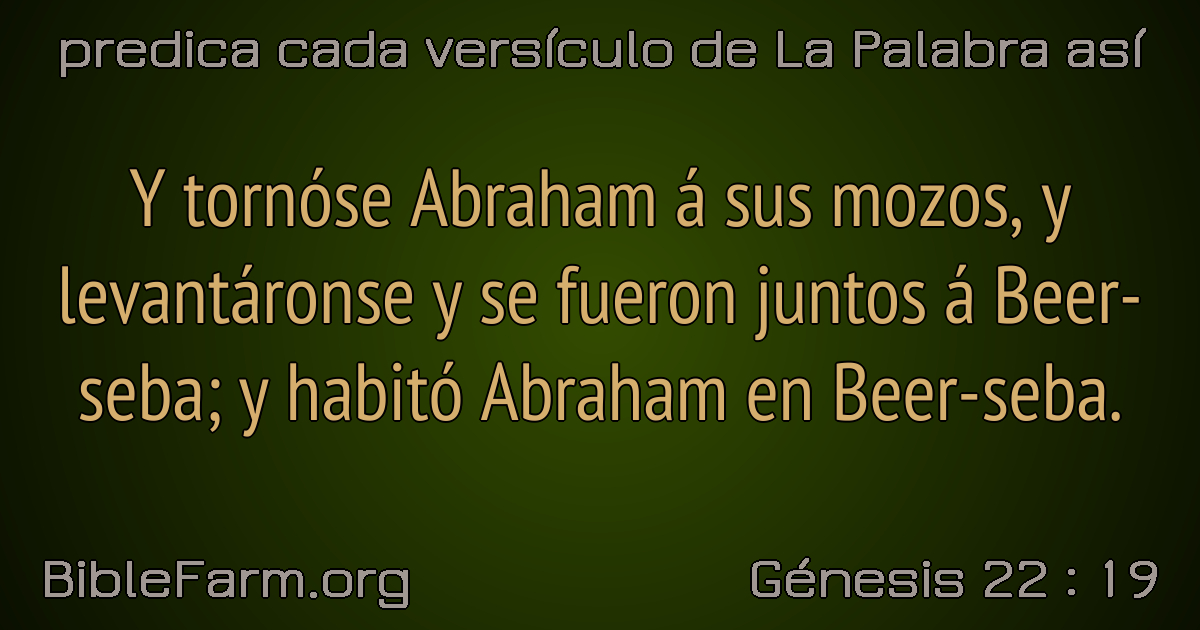 predica cada versículo de La Palabra así
Y tornóse Abraham á sus mozos, y
levantáronse y se fueron juntos á Beer-
seba; y habitó Abraham en Beer-seba.
BibleFarm.org
Génesis 22 : 19